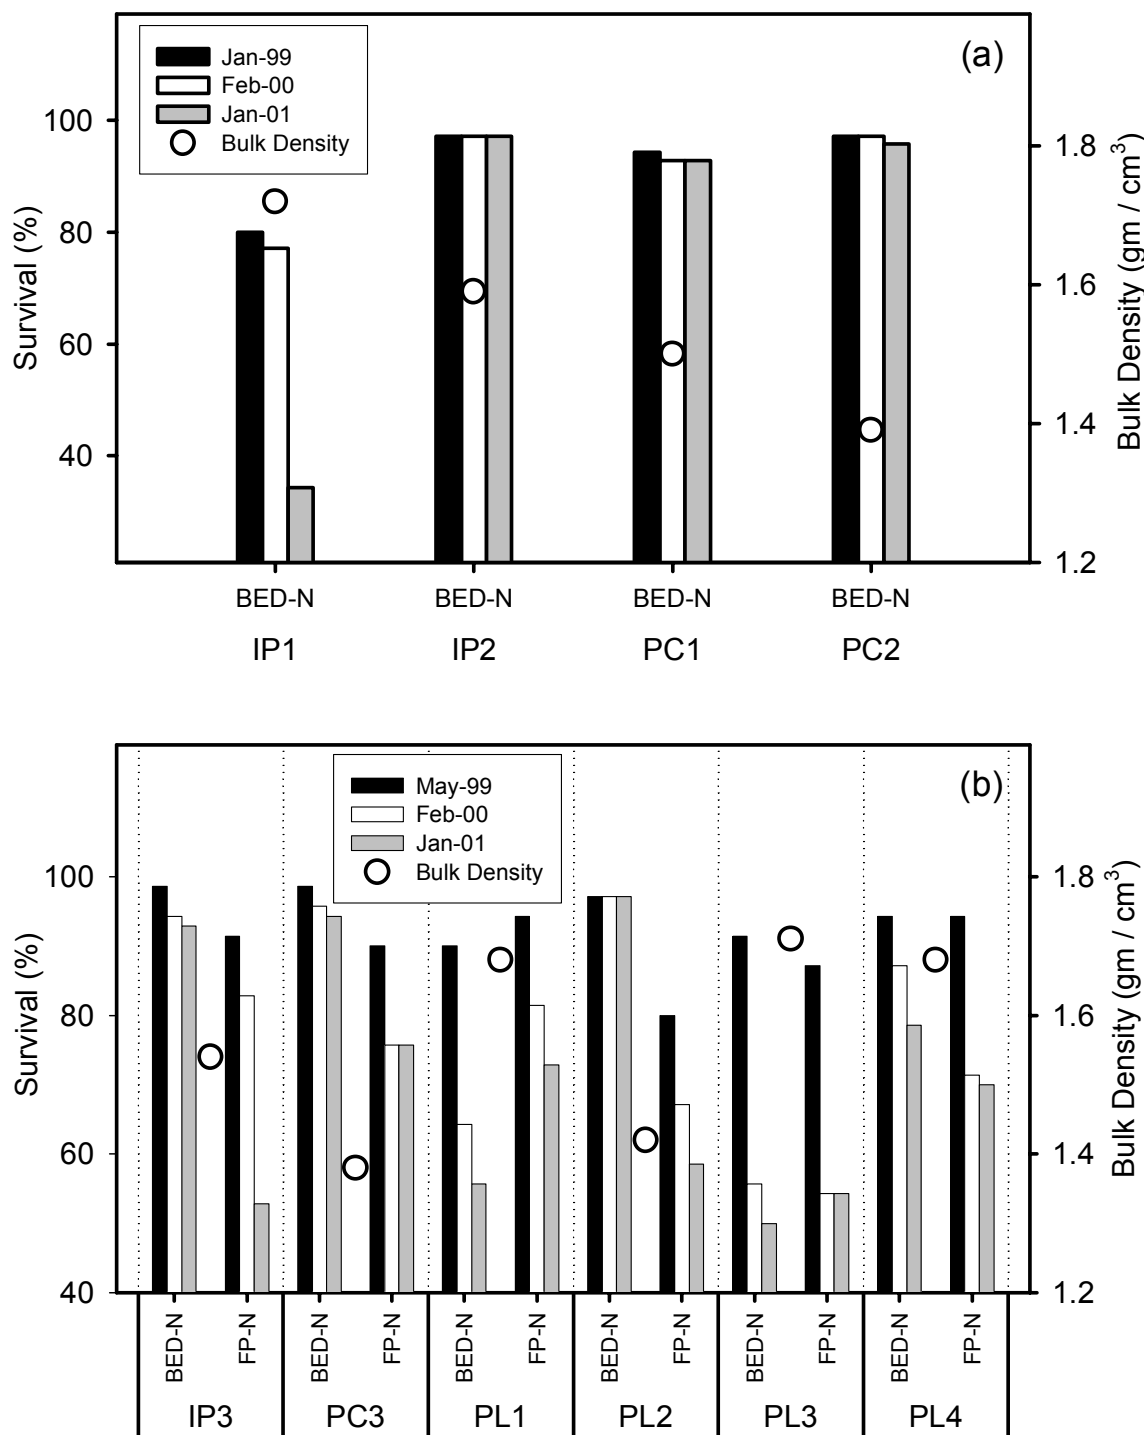 (a)
Jan-99
Feb-00
Jan-01
Bulk Density
Survival (%)
100
80
60
40
Bulk Density (gm / cm³)
1.8
1.6
1.4
1.2
BED-N BED-N BED-N BED-N
IP1 IP2 PC1 PC2
(b)
May-99
Feb-00
Jan-01
Bulk Density
Survival (%)
100
80
60
40
Bulk Density (gm / cm³)
1.8
1.6
1.4
1.2
BED-N FP-N BED-N FP-N BED-N FP-N BED-N FP-N BED-N FP-N BED-N FP-N
IP3 PC3 PL1 PL2 PL3 PL4